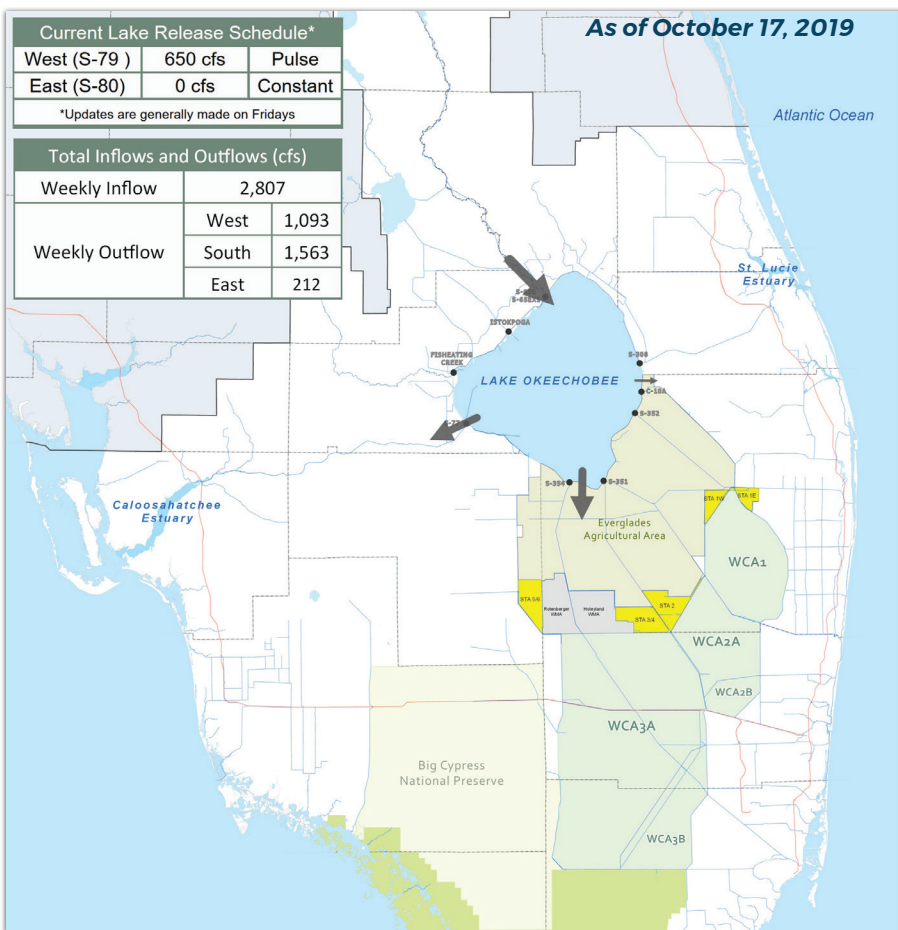 As of October 17, 2019
Current Lake Release Schedule*
West (S-79 ) 650 cfs Pulse
East (S-80) 0 cfs Constant
*Updates are generally made on Fridays
Total Inflows and Outflows (cfs)
Weekly Inflow 2,807
Weekly Outflow
West 1,093
South 1,563
East 212
Atlantic Ocean
St. Lucie
Estuary
ISTOKPOGA
FISHEATING
CREEK
LAKE OKEECHOBEE
S-308
C-10A
S-352
S-354
S-351
Caloosahatchee
Estuary
Everglades
Agricultural Area
STA 1W
STA 1E
WCA1
STA 5/6
Rotenberger
WMA
Holeyland
WMA
STA 2
STA 3/4
WCA2A
WCA2B
WCA3A
Big Cypress
National Preserve
WCA3B